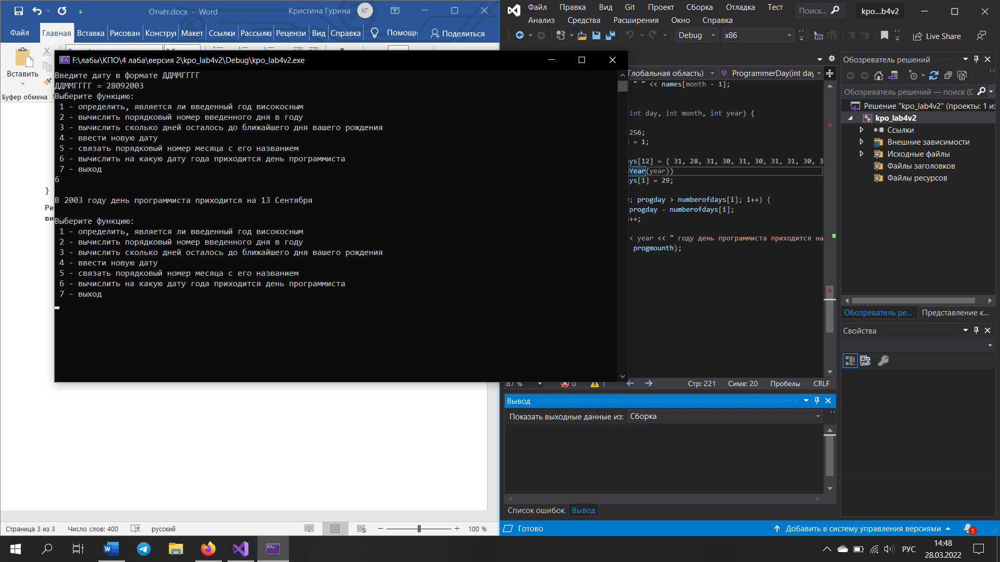 Отчёт.docx - Word
Кристина Гурина
КГ
Файл
Главная
Вставка
Рисован
Констру
Макет
Ссылки
Рассылкі
Рецензи
Вид
Справка
Помощн
Поделиться
Вставить
Буфер обмена
}
Ре
ви
Страница 3 из 3
Число слов: 400
русский
100 %
F:\лабы\КПО\4 лаба\версия 2\kpo_lab4v2\Debug\kpo_lab4v2.exe
Введите дату в формате ДДММГГГГ
ДДММГГГГ = 28092003
Выберите функцию:
1 - определить, является ли введенный год високосным
2 - вычислить порядковый номер введенного дня в году
3 - вычислить сколько дней осталось до ближайшего дня вашего рождения
4 - ввести новую дату
5 - связать порядковый номер месяца с его названием
6 - вычислить на какую дату года приходится день программиста
7 - выход
6
В 2003 году день программиста приходится на 13 Сентября
Выберите функцию:
1 - определить, является ли введенный год високосным
2 - вычислить порядковый номер введенного дня в году
3 - вычислить сколько дней осталось до ближайшего дня вашего рождения
4 - ввести новую дату
5 - связать порядковый номер месяца с его названием
6 - вычислить на какую дату года приходится день программиста
7 - выход
Файл Правка Вид Git Проект Сборка Отладка Тест
Анализ Средства Расширения Окно Справка
Поиск...
kpo...b4v2
Debug
x86
Live Share
Глобальная область)
ProgrammerDay(int day
" " << names[month - 1];
int day, int month, int year) {
256;
= 1;
ys[12] = { 31, 28, 31, 30, 31, 30, 31, 31, 30, 3
Year(year))
ys[1] = 29;
; progday > numberofdays[i]; i++) {
progday - numberofdays[i];
++;
< year << " году день программиста приходится на
progmounth);
87 %
0
1
Стр: 221
Симв: 20
Пробелы
CRLF
Вывод
Показать выходные данные из:
Сборка
Список ошибок
Вывод
Обозреватель решений
Обозреватель решений — поиск (С
Решение "kpo_lab4v2" (проекты: 1 из
kpo_lab4v2
Ссылки
Внешние зависимости
Исходные файлы
Файлы заголовков
Файлы ресурсов
Обозреватель ре...
Представление к...
Свойства
Готово
Добавить в систему управления версиями
1
РУС
14:48
28.03.2022